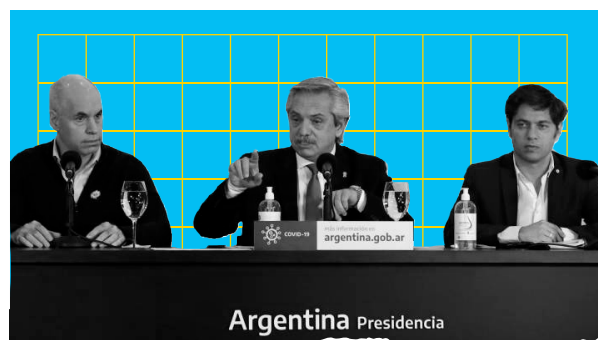 COVID-19
más información en
argentina.gob.ar
Argentina Presidencia